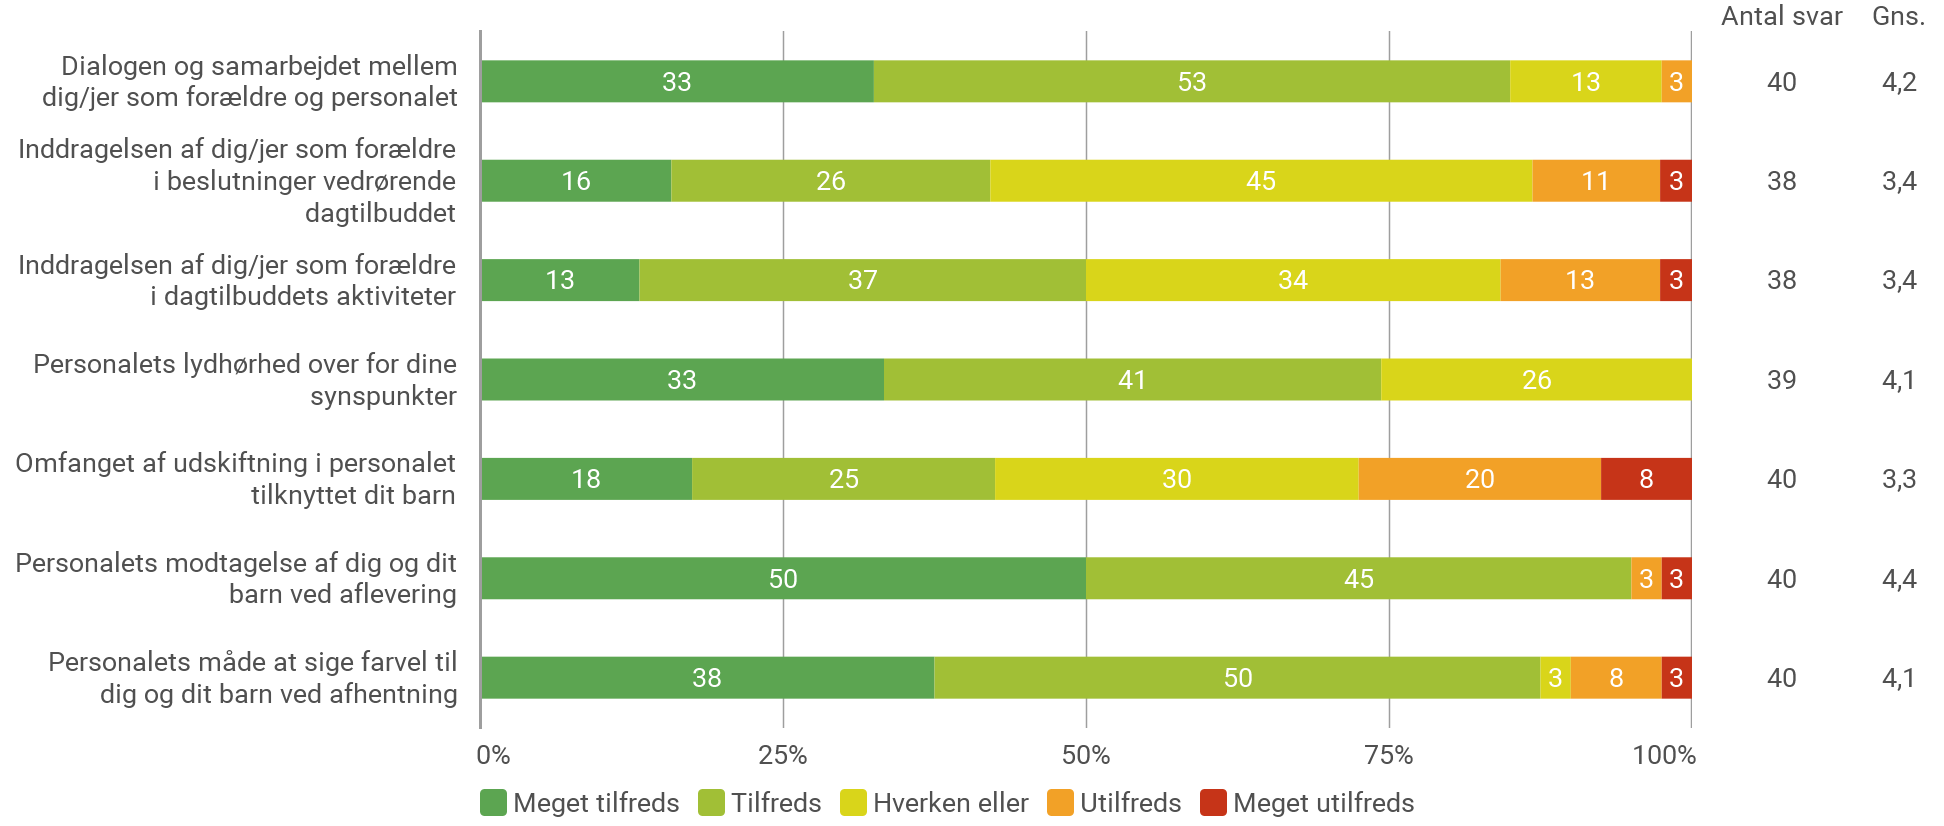 Antal svar Gns.
Dialogen og samarbejdet mellem
dig/jer som forældre og personalet
33 53 13 3 40 4,2
Inddragelsen af dig/jer som forældre
i beslutninger vedrørende
dagtilbuddet
16 26 45 11 3 38 3,4
Inddragelsen af dig/jer som forældre
i dagtilbuddets aktiviteter
13 37 34 13 3 38 3,4
Personalets lydhørhed over for dine
synspunkter
33 41 26 39 4,1
Omfanget af udskiftning i personalet
tilknyttet dit barn
18 25 30 20 8 40 3,3
Personalets modtagelse af dig og dit
barn ved aflevering
50 45 3 3 40 4,4
Personalets måde at sige farvel til
dig og dit barn ved afhentning
38 50 3 8 3 40 4,1
0% 25% 50% 75% 100%
Meget tilfreds Tilfreds Hverken eller Utilfreds Meget utilfreds